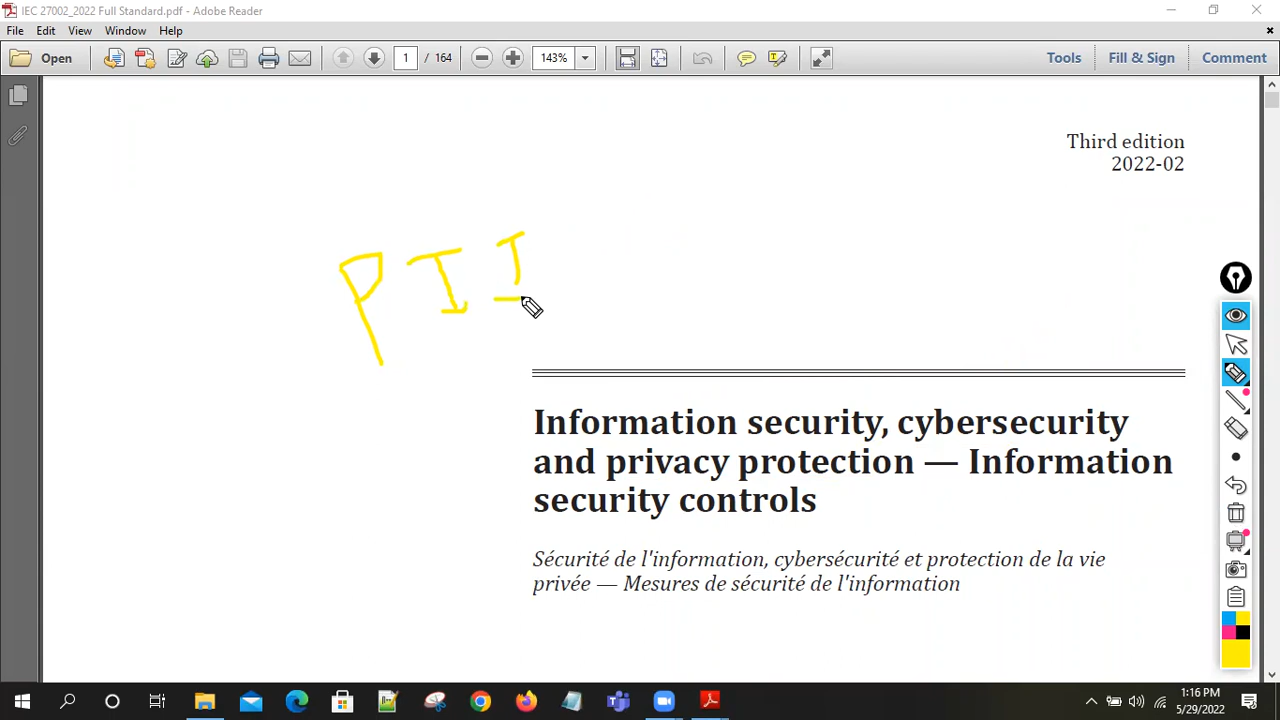 IEC 27002_2022 Full Standard.pdf - Adobe Reader
File Edit View Window Help
Open 1 / 164 143% Tools Fill & Sign Comment
Third edition
2022-02
PII
Information security, cybersecurity
and privacy protection — Information
security controls
Sécurité de l'information, cybersécurité et protection de la vie
privée — Mesures de sécurité de l'information
1:16 PM
5/29/2022